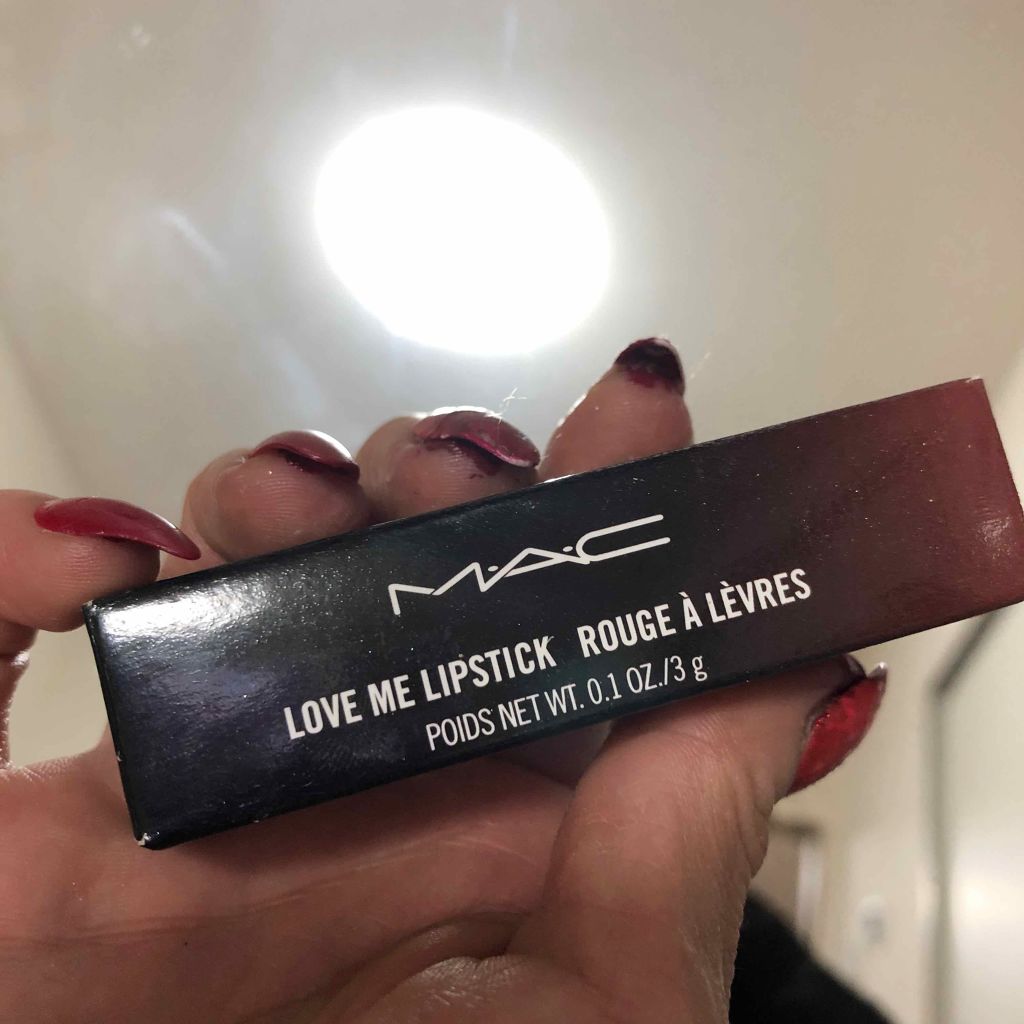 M·A·C
LOVE ME LIPSTICK ROUGE À LÈVRES
POIDS NET WT. 0.1 OZ./3 g